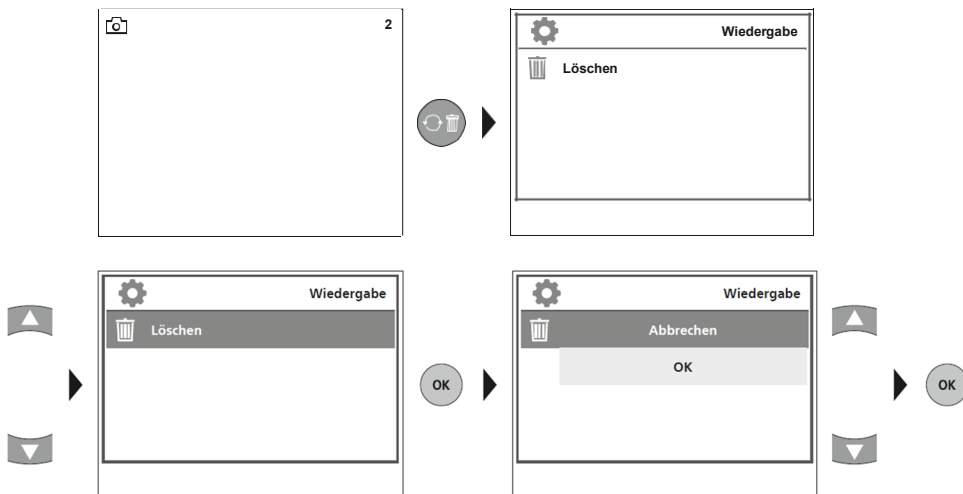 2
Wiedergabe
Löschen
Wiedergabe
Löschen
OK
Wiedergabe
Abbrechen
OK
OK